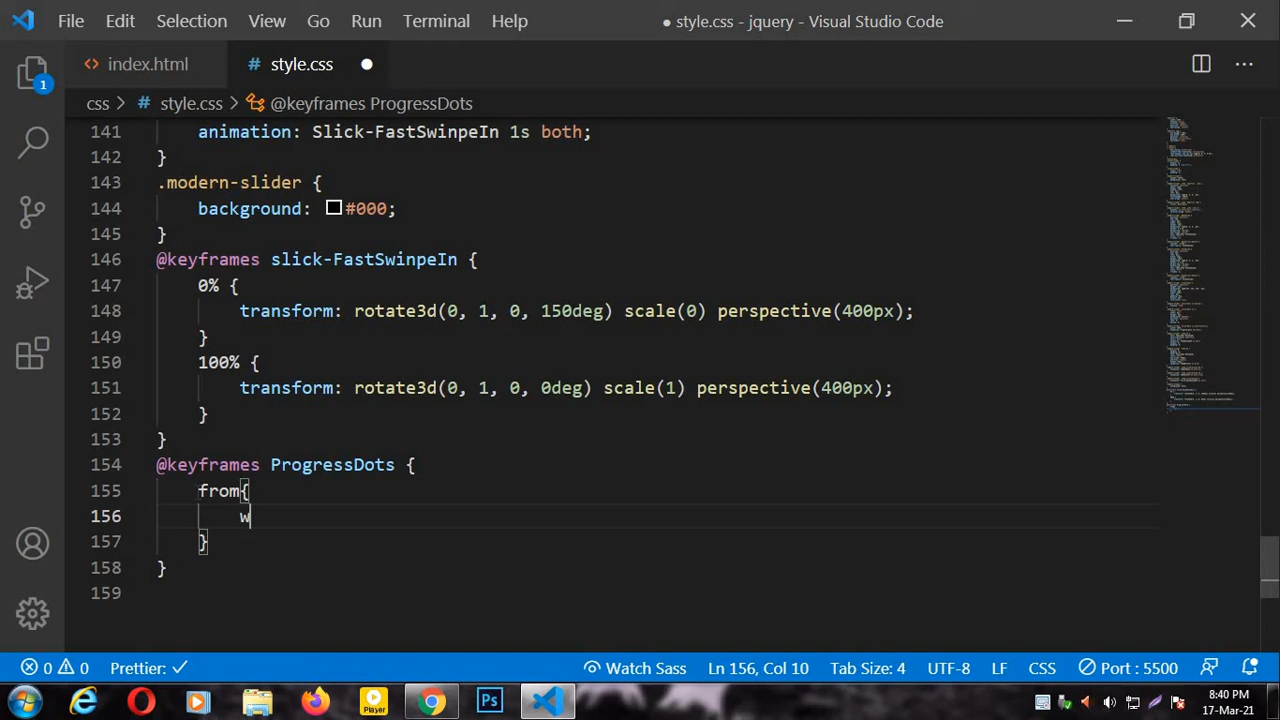 File Edit Selection View Go Run Terminal Help
● style.css - jquery - Visual Studio Code
<> index.html
# style.css ●
1
css > # style.css > @keyframes ProgressDots
141 animation: Slick-FastSwinpeIn 1s both;
142 }
143 .modern-slider {
144 background: #000;
145 }
146 @keyframes slick-FastSwinpeIn {
147 0% {
148 transform: rotate3d(0, 1, 0, 150deg) scale(0) perspective(400px);
149 }
150 100% {
151 transform: rotate3d(0, 1, 0, 0deg) scale(1) perspective(400px);
152 }
153 }
154 @keyframes ProgressDots {
155 from{
156 w
157 }
158 }
159
0 0 Prettier: ✓ Watch Sass Ln 156, Col 10 Tab Size: 4 UTF-8 LF CSS Port : 5500
Player
Ps
8:40 PM
17-Mar-21